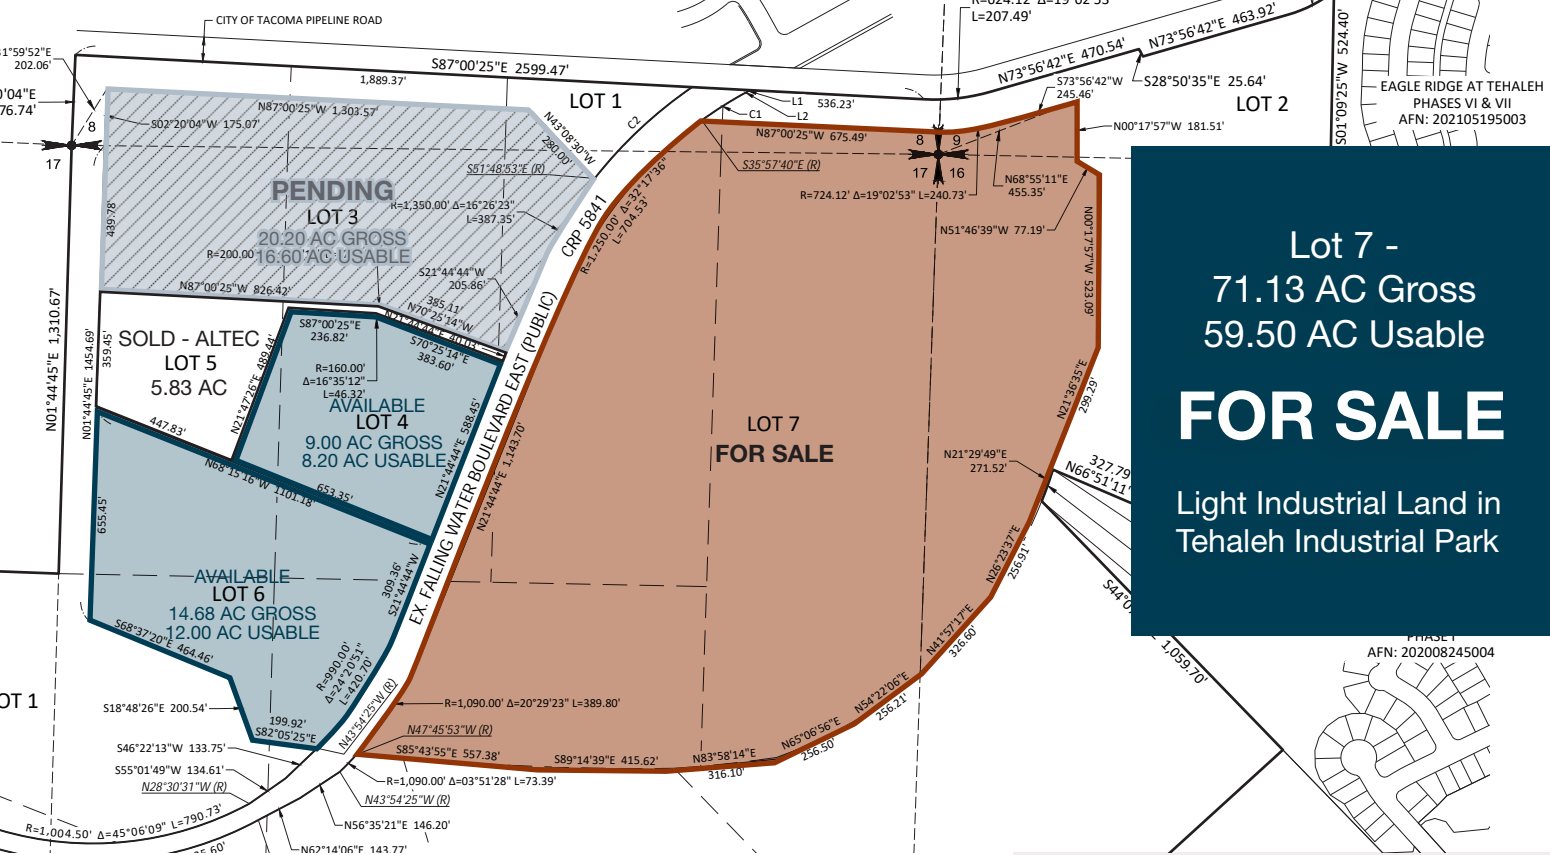 CITY OF TACOMA PIPELINE ROAD
L=207.49'
202.06'
S87°00'25"E 2599.47'
1,889.37'
N73°56'42"E 470.54'
N73°56'42"E 463.92'
S28°50'35"E 25.64'
S73°56'42"W
245.46'
S01°09'25"W 524.40'
EAGLE RIDGE AT TEHALEH
PHASES VI & VII
AFN: 202105195003
LOT 1
LOT 2
L1
536.23'
C1
L2
C2
8
17
N87°00'25"W 1,303.57'
S02°20'04"W 175.07'
N43°08'30"W
280.00'
S51°48'53"E (R)
PENDING
LOT 3
20.20 AC GROSS
16.60 AC USABLE
R=1,350.00' Δ=16°26'23"
L=387.35'
R=200.00'
439.78'
S21°44'44"W
205.86'
N87°00'25"W 826.42'
385.11'
N70°25'14"W
N21°44'44"E 40.03'
CRP 5841
R=1,250.00' Δ=32°17'36"
L=704.53'
N87°00'25"W 675.49'
S35°57'40"E (R)
8
9
17
16
N00°17'57"W 181.51'
N68°55'11"E
455.35'
R=724.12' Δ=19°02'53" L=240.73'
N51°46'39"W 77.19'
N00°17'57"W 523.09'
Lot 7 -
71.13 AC Gross
59.50 AC Usable
FOR SALE
Light Industrial Land in
Tehaleh Industrial Park
N01°44'45"E 1,310.67'
N01°44'45"E 1454.69'
359.45'
SOLD - ALTEC
LOT 5
5.83 AC
447.83'
N21°47'26"E 489.44'
S87°00'25"E
236.82'
R=160.00'
Δ=16°35'12"
L=46.32'
S70°25'14"E
383.60'
AVAILABLE
LOT 4
9.00 AC GROSS
8.20 AC USABLE
N21°44'44"E 588.45'
EX. FALLING WATER BOULEVARD EAST (PUBLIC)
N21°44'44"E 1,143.70'
LOT 7
FOR SALE
N21°36'35"E
299.29'
N21°29'49"E
271.52'
327.79
N66°51'11"
N68°15'16"W 1101.18'
653.35'
655.45'
AVAILABLE
LOT 6
14.68 AC GROSS
12.00 AC USABLE
309.36'
S21°44'44"W
N26°23'37"E
256.91'
N41°57'17"E
326.60'
S68°37'20"E 464.46'
R=990.00'
Δ=24°20'51"
L=420.70'
S18°48'26"E 200.54'
199.92'
S82°05'25"E
N43°54'25"W (R)
R=1,090.00' Δ=20°29'23" L=389.80'
N47°45'53"W (R)
S85°43'55"E 557.38'
S89°14'39"E 415.62'
N83°58'14"E
316.10'
N65°06'56"E
256.50'
N54°22'06"E
256.21'
1,059.70'
AFN: 202008245004
S46°22'13"W 133.75'
S55°01'49"W 134.61'
N28°30'31"W (R)
R=1,090.00' Δ=03°51'28" L=73.39'
N43°54'25"W (R)
N56°35'21"E 146.20'
N62°14'06"E 143.77'
R=1,004.50' Δ=45°06'09" L=790.73'